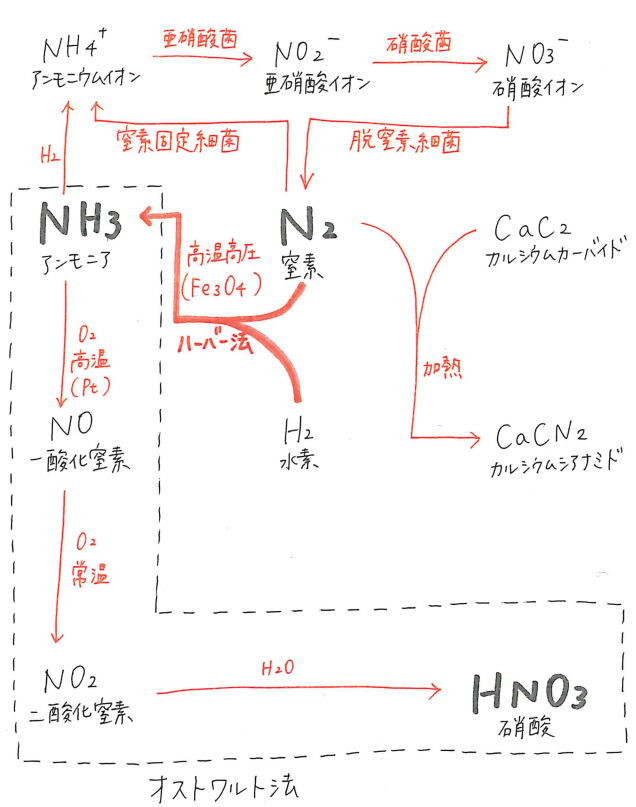 NH4⁺ 亜硝酸菌 NO2⁻ 硝酸菌 NO3⁻
アンモニウムイオン 亜硝酸イオン 硝酸イオン
窒素固定細菌 脱窒素細菌
H2
NH3 N2 CaC2
アンモニア 窒素 カルシウムカーバイド
高温高圧
(Fe3O4)
ハーバー法
O2
高温
(Pt)
加熱
NO H2 CaCN2
一酸化窒素 水素 カルシウムシアナミド
O2
常温
NO2 H2O HNO3
二酸化窒素 硝酸
オストワルト法